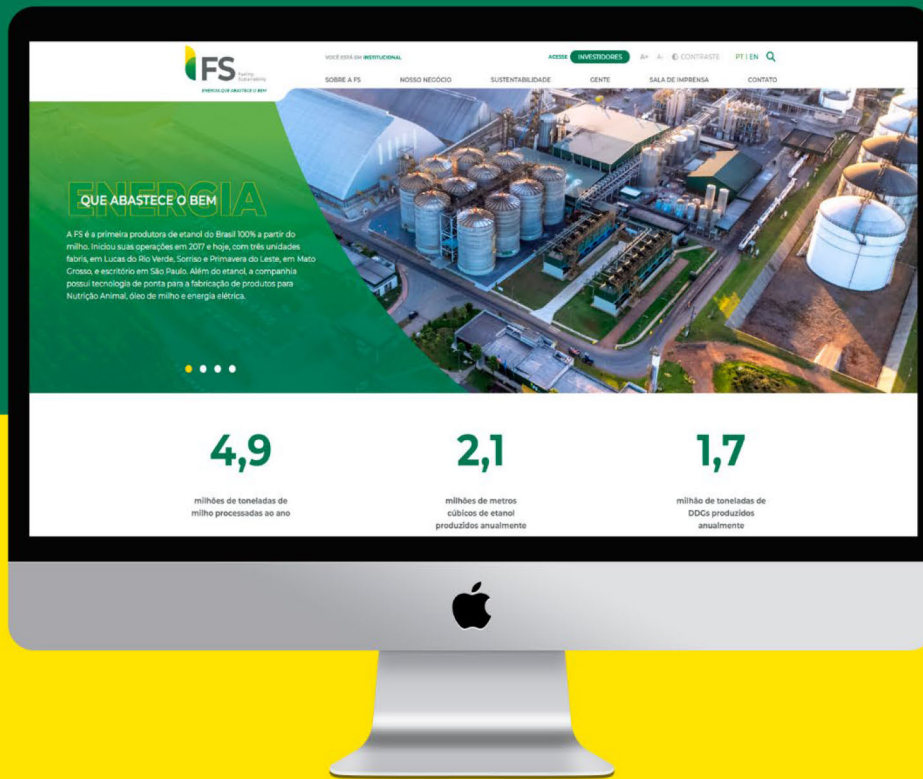 FS Fueling
Sustainability
ENERGIA QUE ABASTECE O BEM
VOCÊ ESTÁ EM INSTITUCIONAL
ACESSE INVESTIDORES A+ A- CONTRASTE PT | EN
SOBRE A FS NOSSO NEGÓCIO SUSTENTABILIDADE GENTE SALA DE IMPRENSA CONTATO
ENERGIA
QUE ABASTECE O BEM
A FS é a primeira produtora de etanol do Brasil 100% a partir do
milho. Iniciou suas operações em 2017 e hoje, com três unidades
fabris, em Lucas do Rio Verde, Sorriso e Primavera do Leste, em Mato
Grosso, e escritório em São Paulo. Além do etanol, a companhia
possui tecnologia de ponta para a fabricação de produtos para
Nutrição Animal, óleo de milho e energia elétrica.
4,9
milhões de toneladas de
milho processadas ao ano
2,1
milhões de metros
cúbicos de etanol
produzidos anualmente
1,7
milhão de toneladas de
DDGs produzidos
anualmente